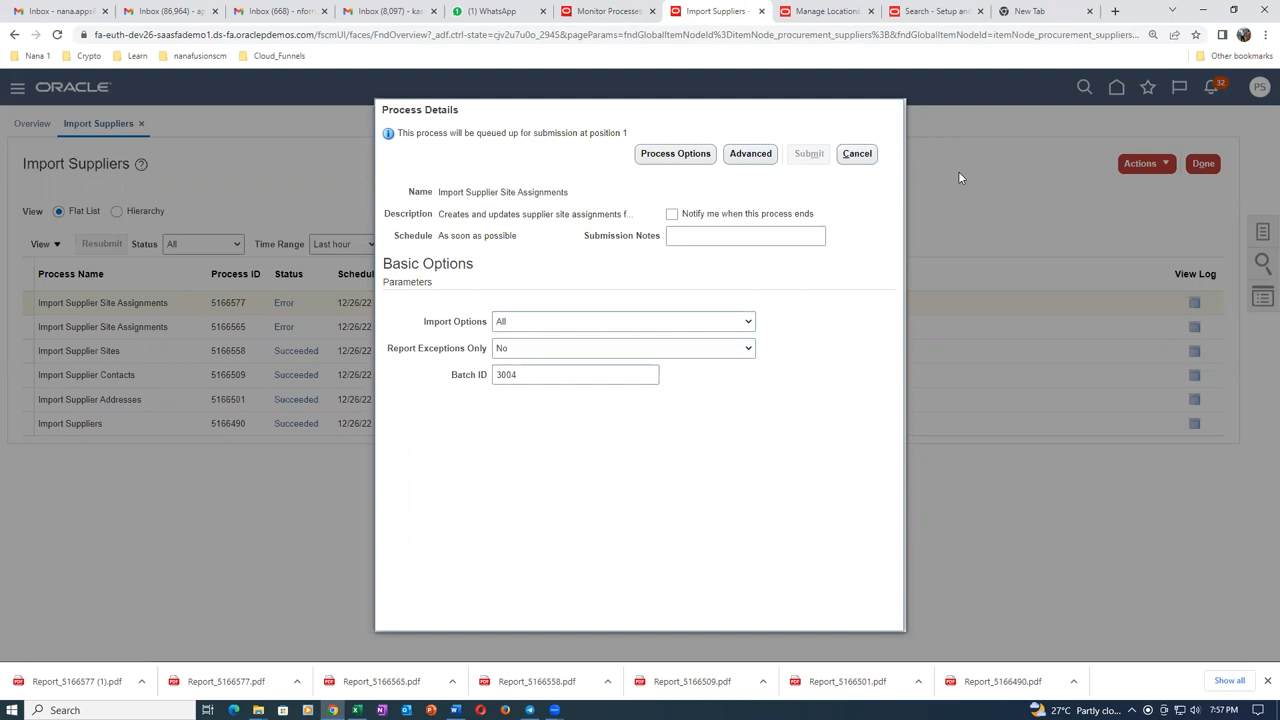 Inbox (3) - nana.apps8
Inbox (86,964) - ap
Inbox (668) - nforn
Inbox (8,097) - kas
(1) WhatsApp
Monitor Processes
Import Suppliers -
Manage Locations
Search - Setup and
New Tab
fa-euth-dev26-saasfademo1.ds-fa.oraclepdemos.com/fscmUI/faces/FndOverview?_adf.ctrl-state=cjv2u7u0o_2945&pageParams=fndGlobalItemNodeId%3DitemNode_procurement_suppliers%3B&fndGlobalItemNodeId=itemNode_procurement_suppliers...
Nana 1
Crypto
Learn
nanafusionscm
Cloud_Funnels
Other bookmarks
ORACLE
32
PS
Overview
Import Suppliers
Import Suppliers
Actions
Done
View Flat List Hierarchy
View Resubmit Status All Time Range Last hour
Process Name Process ID Status Schedu View Log
Import Supplier Site Assignments 5166577 Error 12/26/22
Import Supplier Site Assignments 5166565 Error 12/26/22
Import Supplier Sites 5166558 Succeeded 12/26/22
Import Supplier Contacts 5166509 Succeeded 12/26/22
Import Supplier Addresses 5166501 Succeeded 12/26/22
Import Suppliers 5166490 Succeeded 12/26/22
Process Details
This process will be queued up for submission at position 1
Process Options Advanced Submit Cancel
Name Import Supplier Site Assignments
Description Creates and updates supplier site assignments f... Notify me when this process ends
Schedule As soon as possible Submission Notes
Basic Options
Parameters
Import Options All
Report Exceptions Only No
Batch ID 3004
Report_5166577 (1).pdf
Report_5166577.pdf
Report_5166565.pdf
Report_5166558.pdf
Report_5166509.pdf
Report_5166501.pdf
Report_5166490.pdf
Show all
Search
27°C Partly clo...
7:57 PM